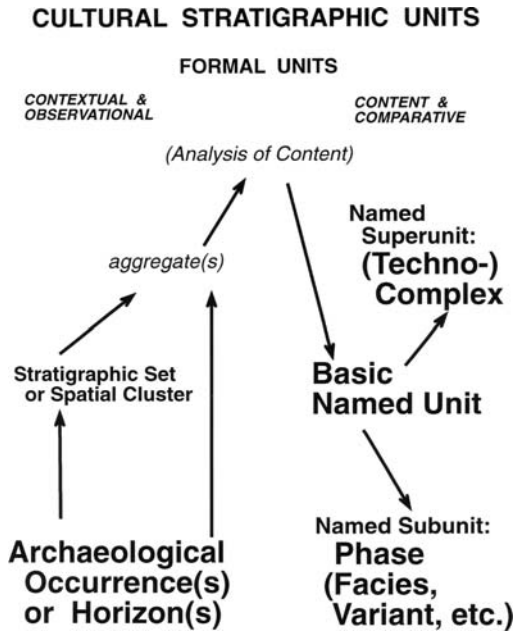 CULTURAL STRATIGRAPHIC UNITS
FORMAL UNITS
CONTEXTUAL &
OBSERVATIONAL
CONTENT &
COMPARATIVE
(Analysis of Content)
aggregate(s)
Stratigraphic Set
or Spatial Cluster
Archaeological
Occurrence(s)
or Horizon(s)
Named
Superunit:
(Techno-)
Complex
Basic
Named Unit
Named Subunit:
Phase
(Facies,
Variant, etc.)